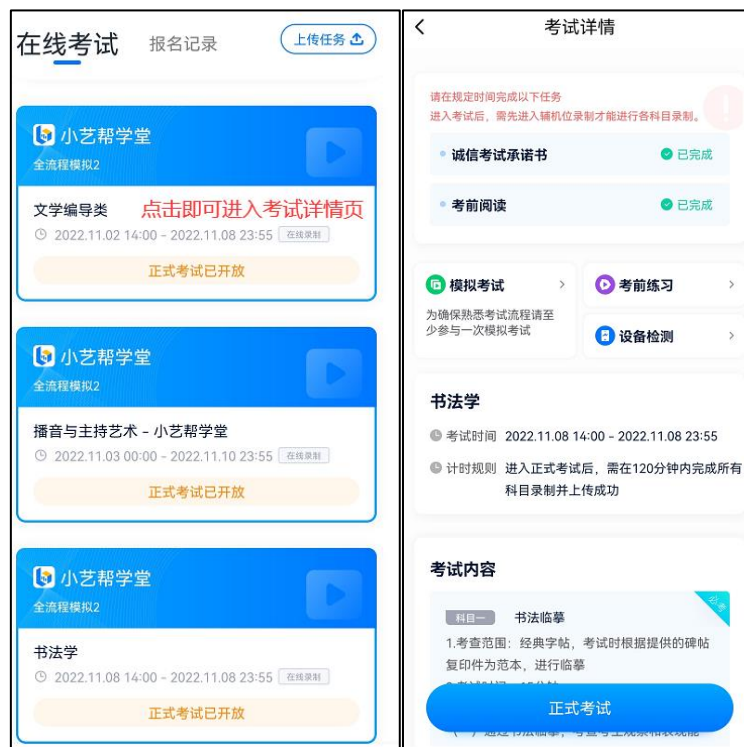 在线考试
报名记录
上传任务
小艺帮学堂
全流程模拟2
文学编导类
点击即可进入考试详情页
2022.11.02 14:00 - 2022.11.08 23:55 在线录制
正式考试已开放
小艺帮学堂
全流程模拟2
播音与主持艺术 - 小艺帮学堂
2022.11.03 00:00 - 2022.11.10 23:55 在线录制
正式考试已开放
小艺帮学堂
全流程模拟2
书法学
2022.11.08 14:00 - 2022.11.08 23:55 在线录制
正式考试已开放
考试详情
请在规定时间完成以下任务
进入考试后，需先进入辅机位录制才能进行各科目录制。
诚信考试承诺书 已完成
考前阅读 已完成
模拟考试
为确保熟悉考试流程请至
少参与一次模拟考试
考前练习
设备检测
书法学
考试时间 2022.11.08 14:00 - 2022.11.08 23:55
计时规则 进入正式考试后，需在120分钟内完成所有
科目录制并上传成功
考试内容
必考
科目一 书法临摹
1.考查范围：经典字帖，考试时根据提供的碑帖
复印件为范本，进行临摹
正式考试